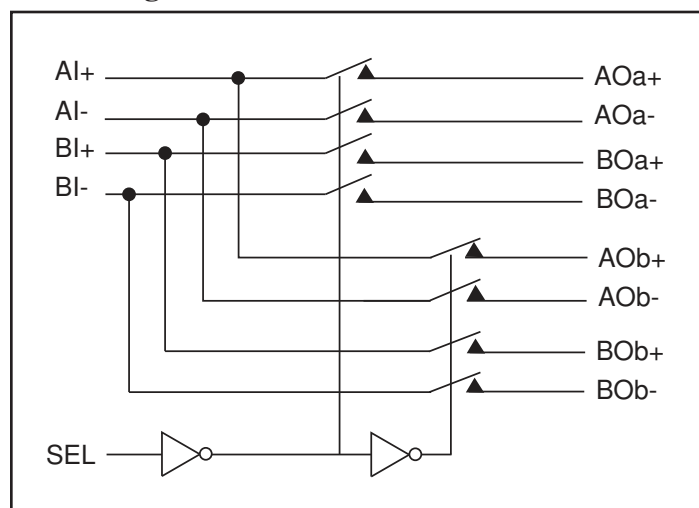 AI+ AOa+
AI- AOa-
BI+ BOa+
BI- BOa-
AOb+
AOb-
BOb+
BOb-
SEL